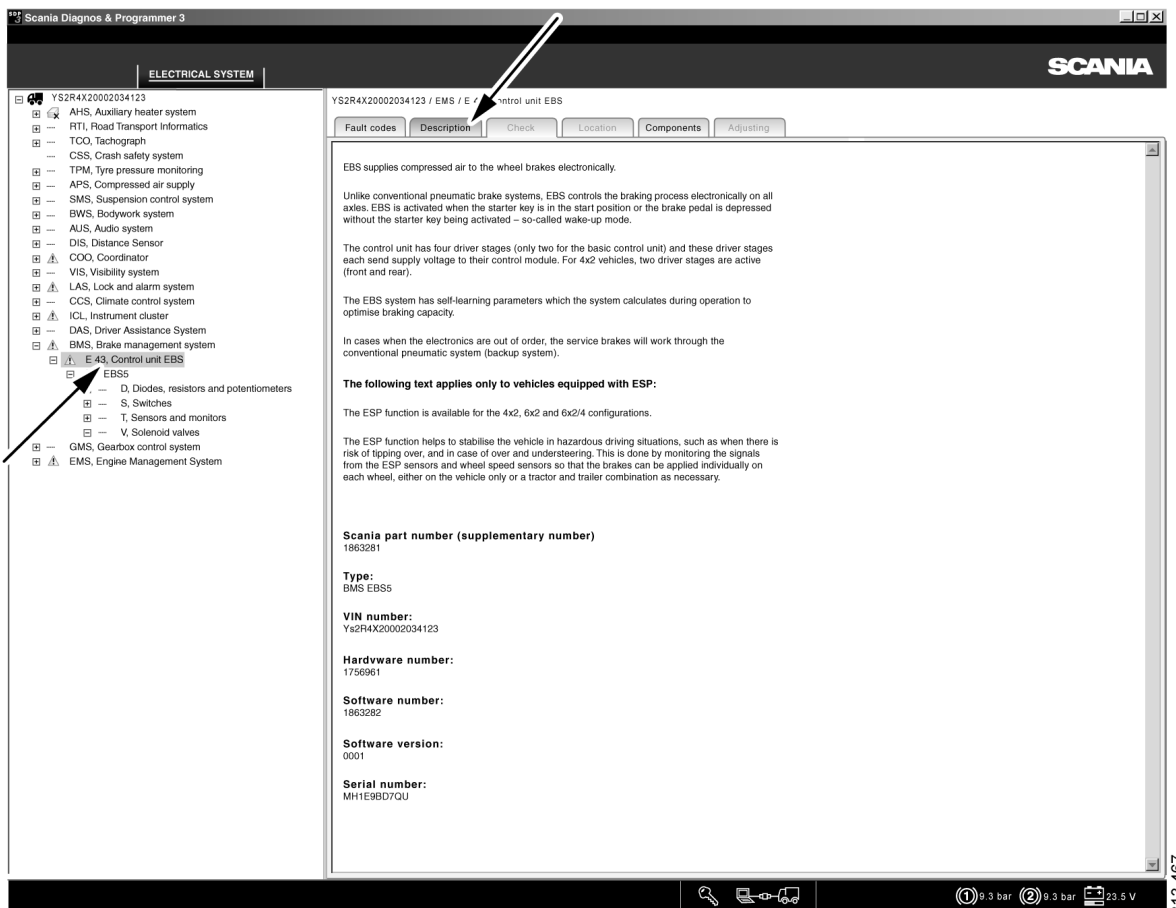 SDP 3 Scania Diagnos & Programmer 3
ELECTRICAL SYSTEM
SCANIA
YS2R4X20002034123
AHS, Auxiliary heater system
RTI, Road Transport Informatics
TCO, Tachograph
CSS, Crash safety system
TPM, Tyre pressure monitoring
APS, Compressed air supply
SMS, Suspension control system
BWS, Bodywork system
AUS, Audio system
DIS, Distance Sensor
COO, Coordinator
VIS, Visibility system
LAS, Lock and alarm system
CCS, Climate control system
ICL, Instrument cluster
DAS, Driver Assistance System
BMS, Brake management system
E 43, Control unit EBS
EBS5
D, Diodes, resistors and potentiometers
S, Switches
T, Sensors and monitors
V, Solenoid valves
GMS, Gearbox control system
EMS, Engine Management System
YS2R4X20002034123 / EMS / E 4 ntrol unit EBS
Fault codes Description Check Location Components Adjusting
EBS supplies compressed air to the wheel brakes electronically.
Unlike conventional pneumatic brake systems, EBS controls the braking process electronically on all
axles. EBS is activated when the starter key is in the start position or the brake pedal is depressed
without the starter key being activated – so-called wake-up mode.
The control unit has four driver stages (only two for the basic control unit) and these driver stages
each send supply voltage to their control module. For 4x2 vehicles, two driver stages are active
(front and rear).
The EBS system has self-learning parameters which the system calculates during operation to
optimise braking capacity.
In cases when the electronics are out of order, the service brakes will work through the
conventional pneumatic system (backup system).
The following text applies only to vehicles equipped with ESP:
The ESP function is available for the 4x2, 6x2 and 6x2/4 configurations.
The ESP function helps to stabilise the vehicle in hazardous driving situations, such as when there is
risk of tipping over, and in case of over and understeering. This is done by monitoring the signals
from the ESP sensors and wheel speed sensors so that the brakes can be applied individually on
each wheel, either on the vehicle only or a tractor and trailer combination as necessary.
Scania part number (supplementary number)
1863281
Type:
BMS EBS5
VIN number:
Ys2R4X20002034123
Hardvware number:
1756961
Software number:
1863282
Software version:
0001
Serial number:
MH1E9BD7QU
(1) 9.3 bar (2) 9.3 bar 23.5 V